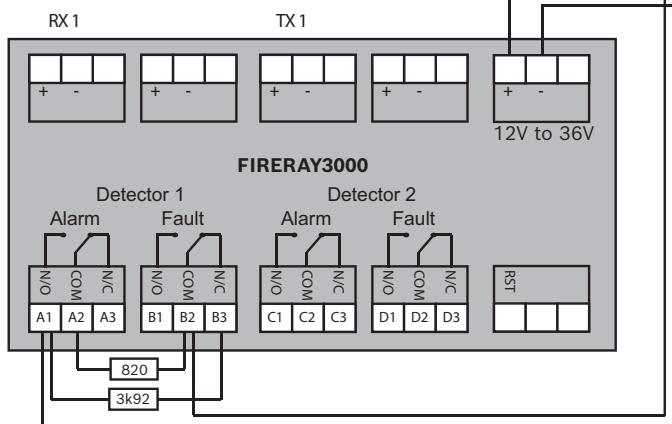 RX 1 TX 1
+ - + - + - + - + -
12V to 36V
FIRERAY3000
Detector 1 Detector 2
Alarm Fault Alarm Fault
N/O COM N/C N/O COM N/C N/O COM N/C N/O COM N/C RST
A1 A2 A3 B1 B2 B3 C1 C2 C3 D1 D2 D3
820
3k92